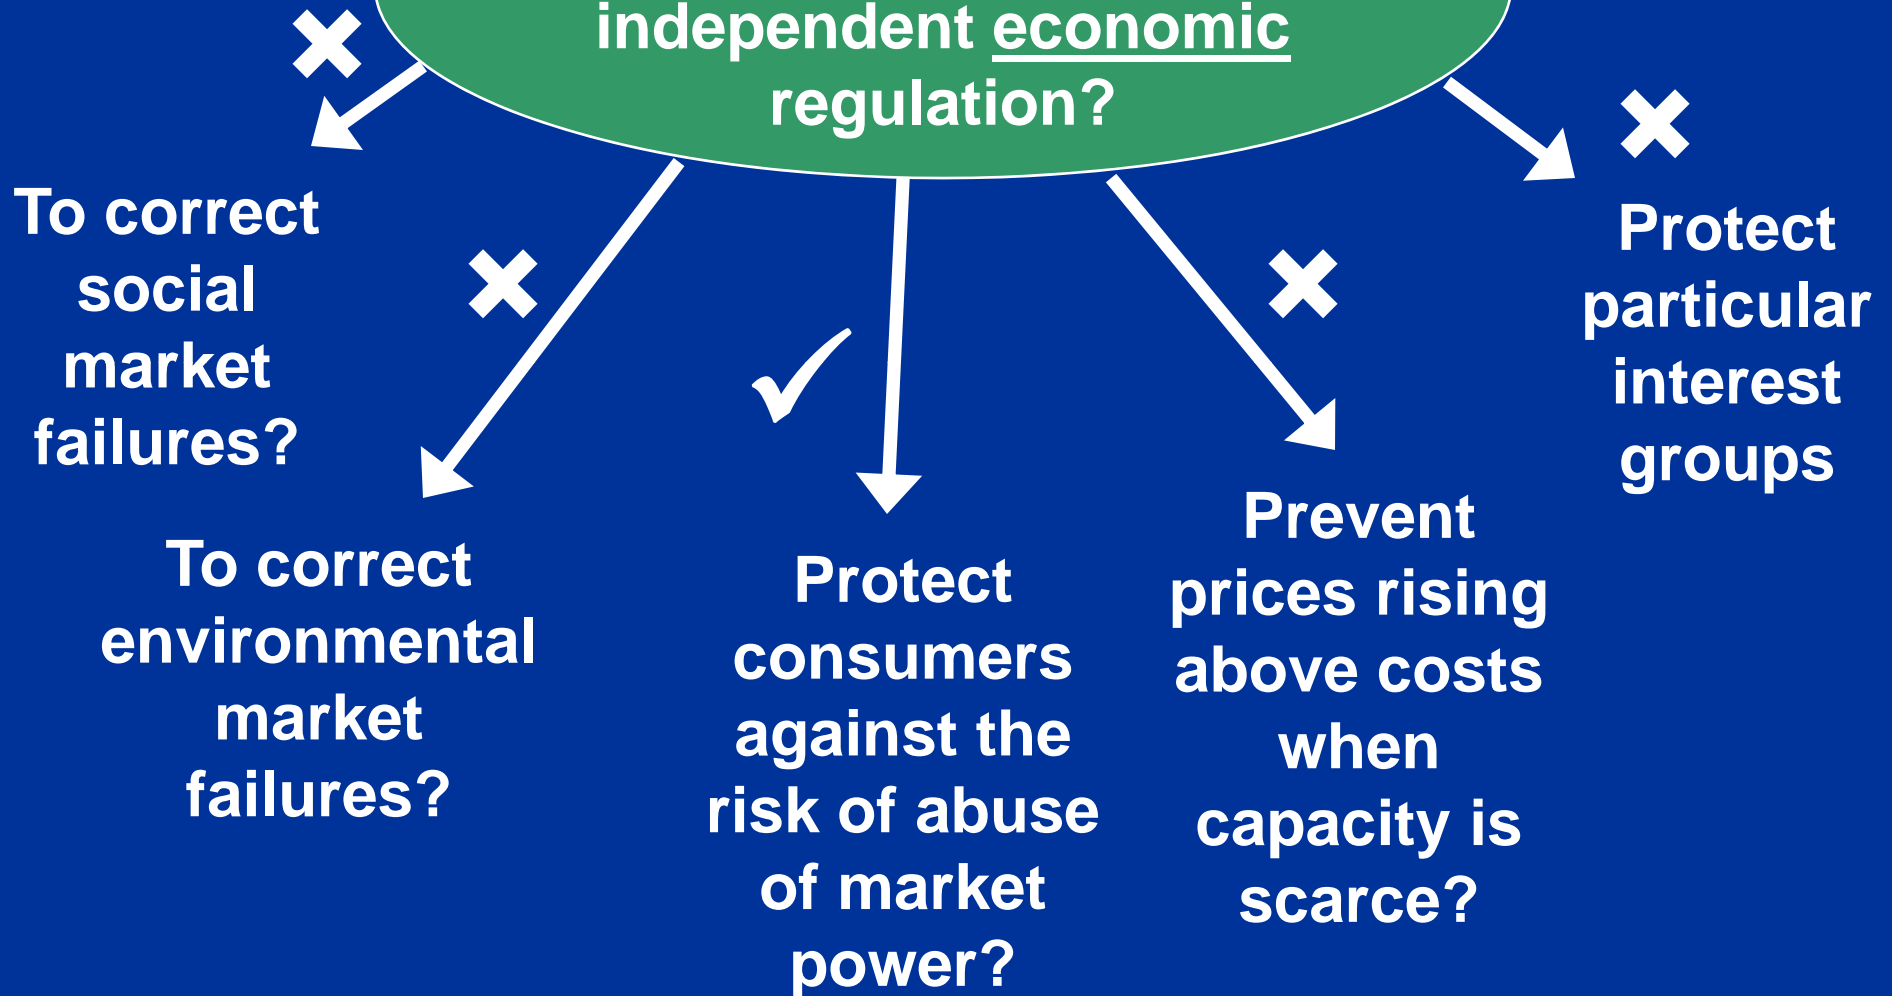 independent economic
regulation?
To correct
social
market
failures?
To correct
environmental
market
failures?
Protect
consumers
against the
risk of abuse
of market
power?
Prevent
prices rising
above costs
when
capacity is
scarce?
Protect
particular
interest
groups